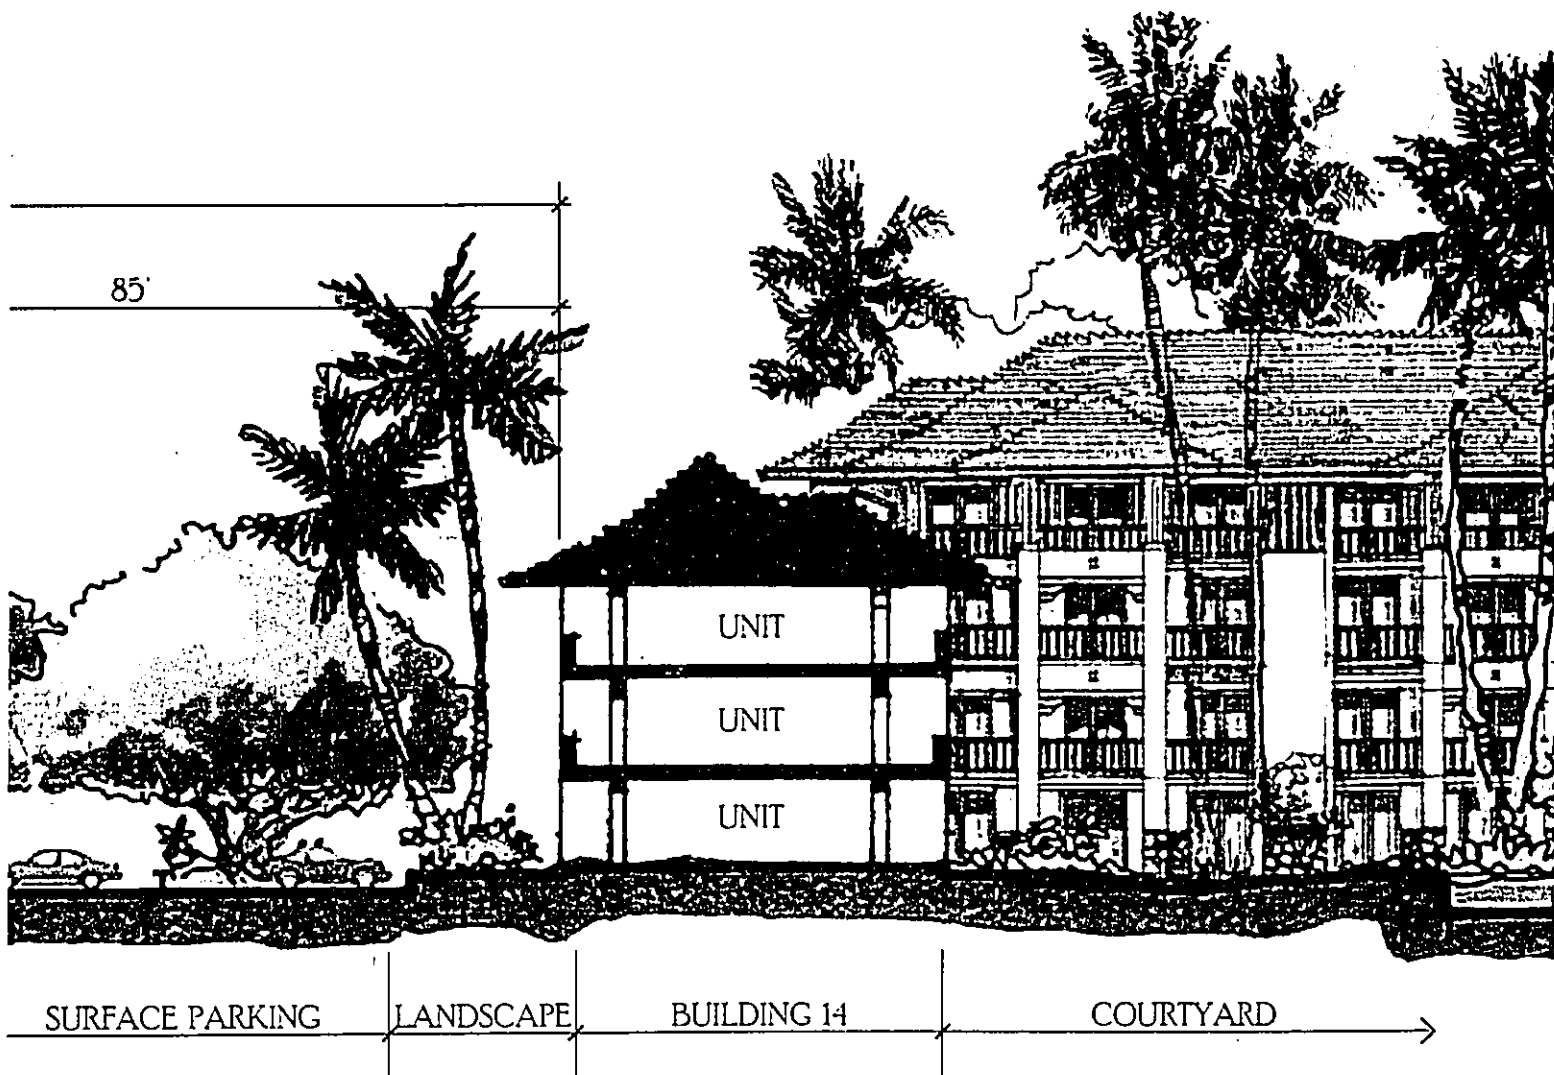 85'
UNIT
UNIT
UNIT
SURFACE PARKING
LANDSCAPE
BUILDING 14
COURTYARD